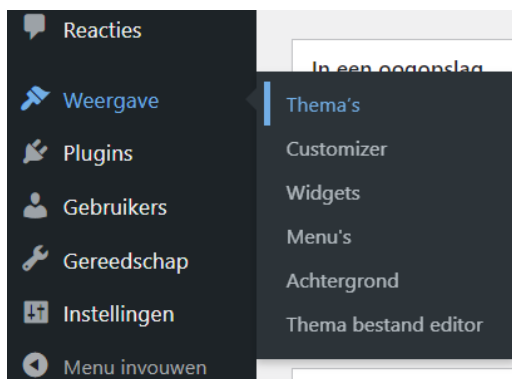 Reacties
In een oogopslag
Weergave
Plugins
Gebruikers
Gereedschap
Instellingen
Menu invouwen
Thema's
Customizer
Widgets
Menu's
Achtergrond
Thema bestand editor